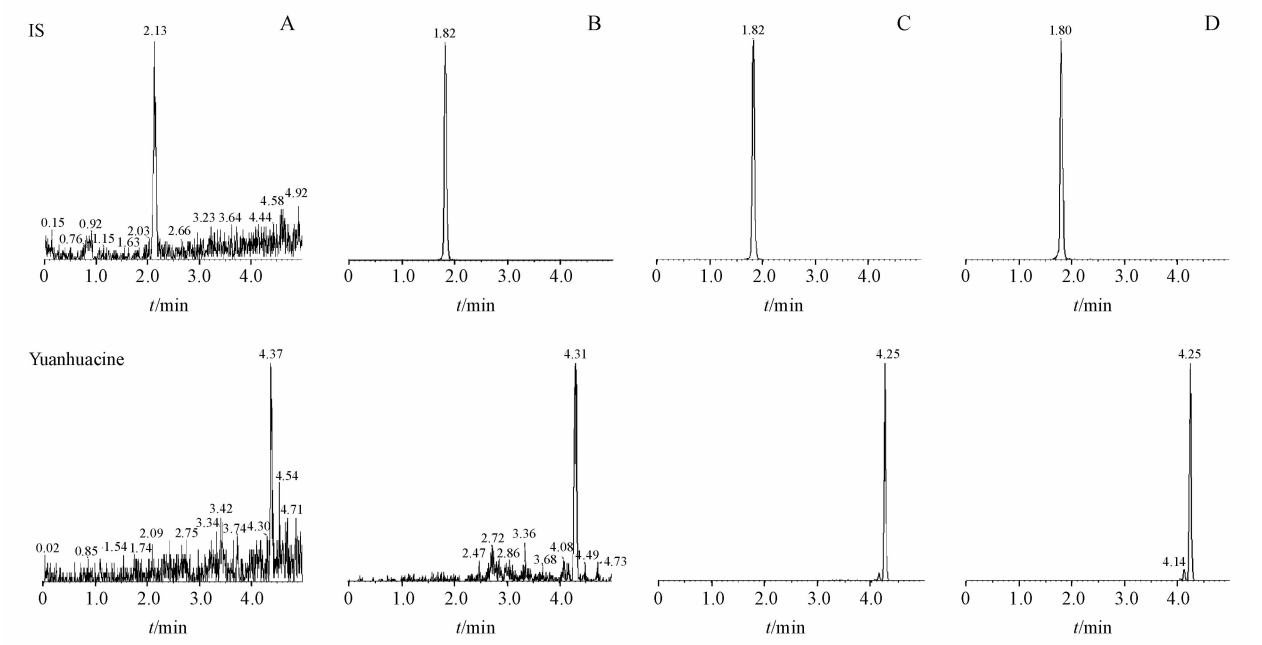 IS A B C D
2.13 1.82 1.82 1.80
0.15 0.76 0.92 1.15 1.63 2.03 2.66 3.23 3.64 4.44 4.58 4.92
0 1.0 2.0 3.0 4.0 0 1.0 2.0 3.0 4.0 0 1.0 2.0 3.0 4.0 0 1.0 2.0 3.0 4.0
t/min t/min t/min t/min
Yuanhuacine
4.37 4.31 4.25 4.25
0.02 0.85 1.54 1.74 2.09 2.75 3.34 3.42 3.74 4.30 4.54 4.71
2.47 2.72 2.86 3.36 3.68 4.08 4.49 4.73
4.14
0 1.0 2.0 3.0 4.0 0 1.0 2.0 3.0 4.0 0 1.0 2.0 3.0 4.0 0 1.0 2.0 3.0 4.0
t/min t/min t/min t/min